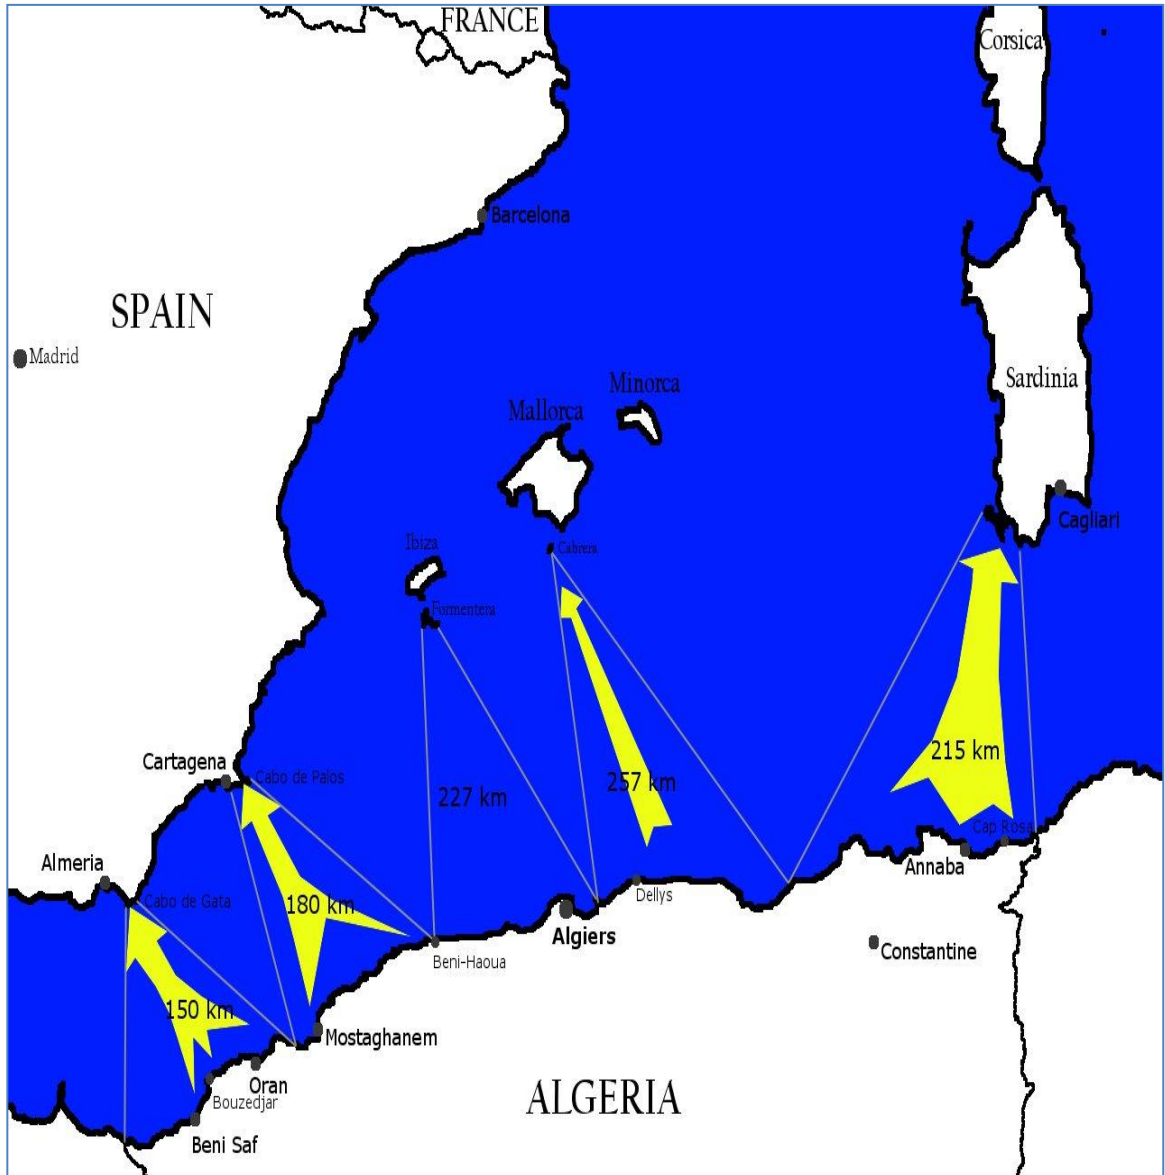 FRANCE
Corsica
Barcelona
SPAIN
Madrid
Sardinia
Minorca
Mallorca
Cagliari
Ibiza
Cabrera
Formentera
Cartagena
Cabo de Palos
215 km
257 km
227 km
Cap Rosa
Almeria
Annaba
Dellys
Cabo de Gata
180 km
Algiers
Constantine
Beni-Haoua
150 km
Mostaghanem
Oran
ALGERIA
Bouzedjar
Beni Saf